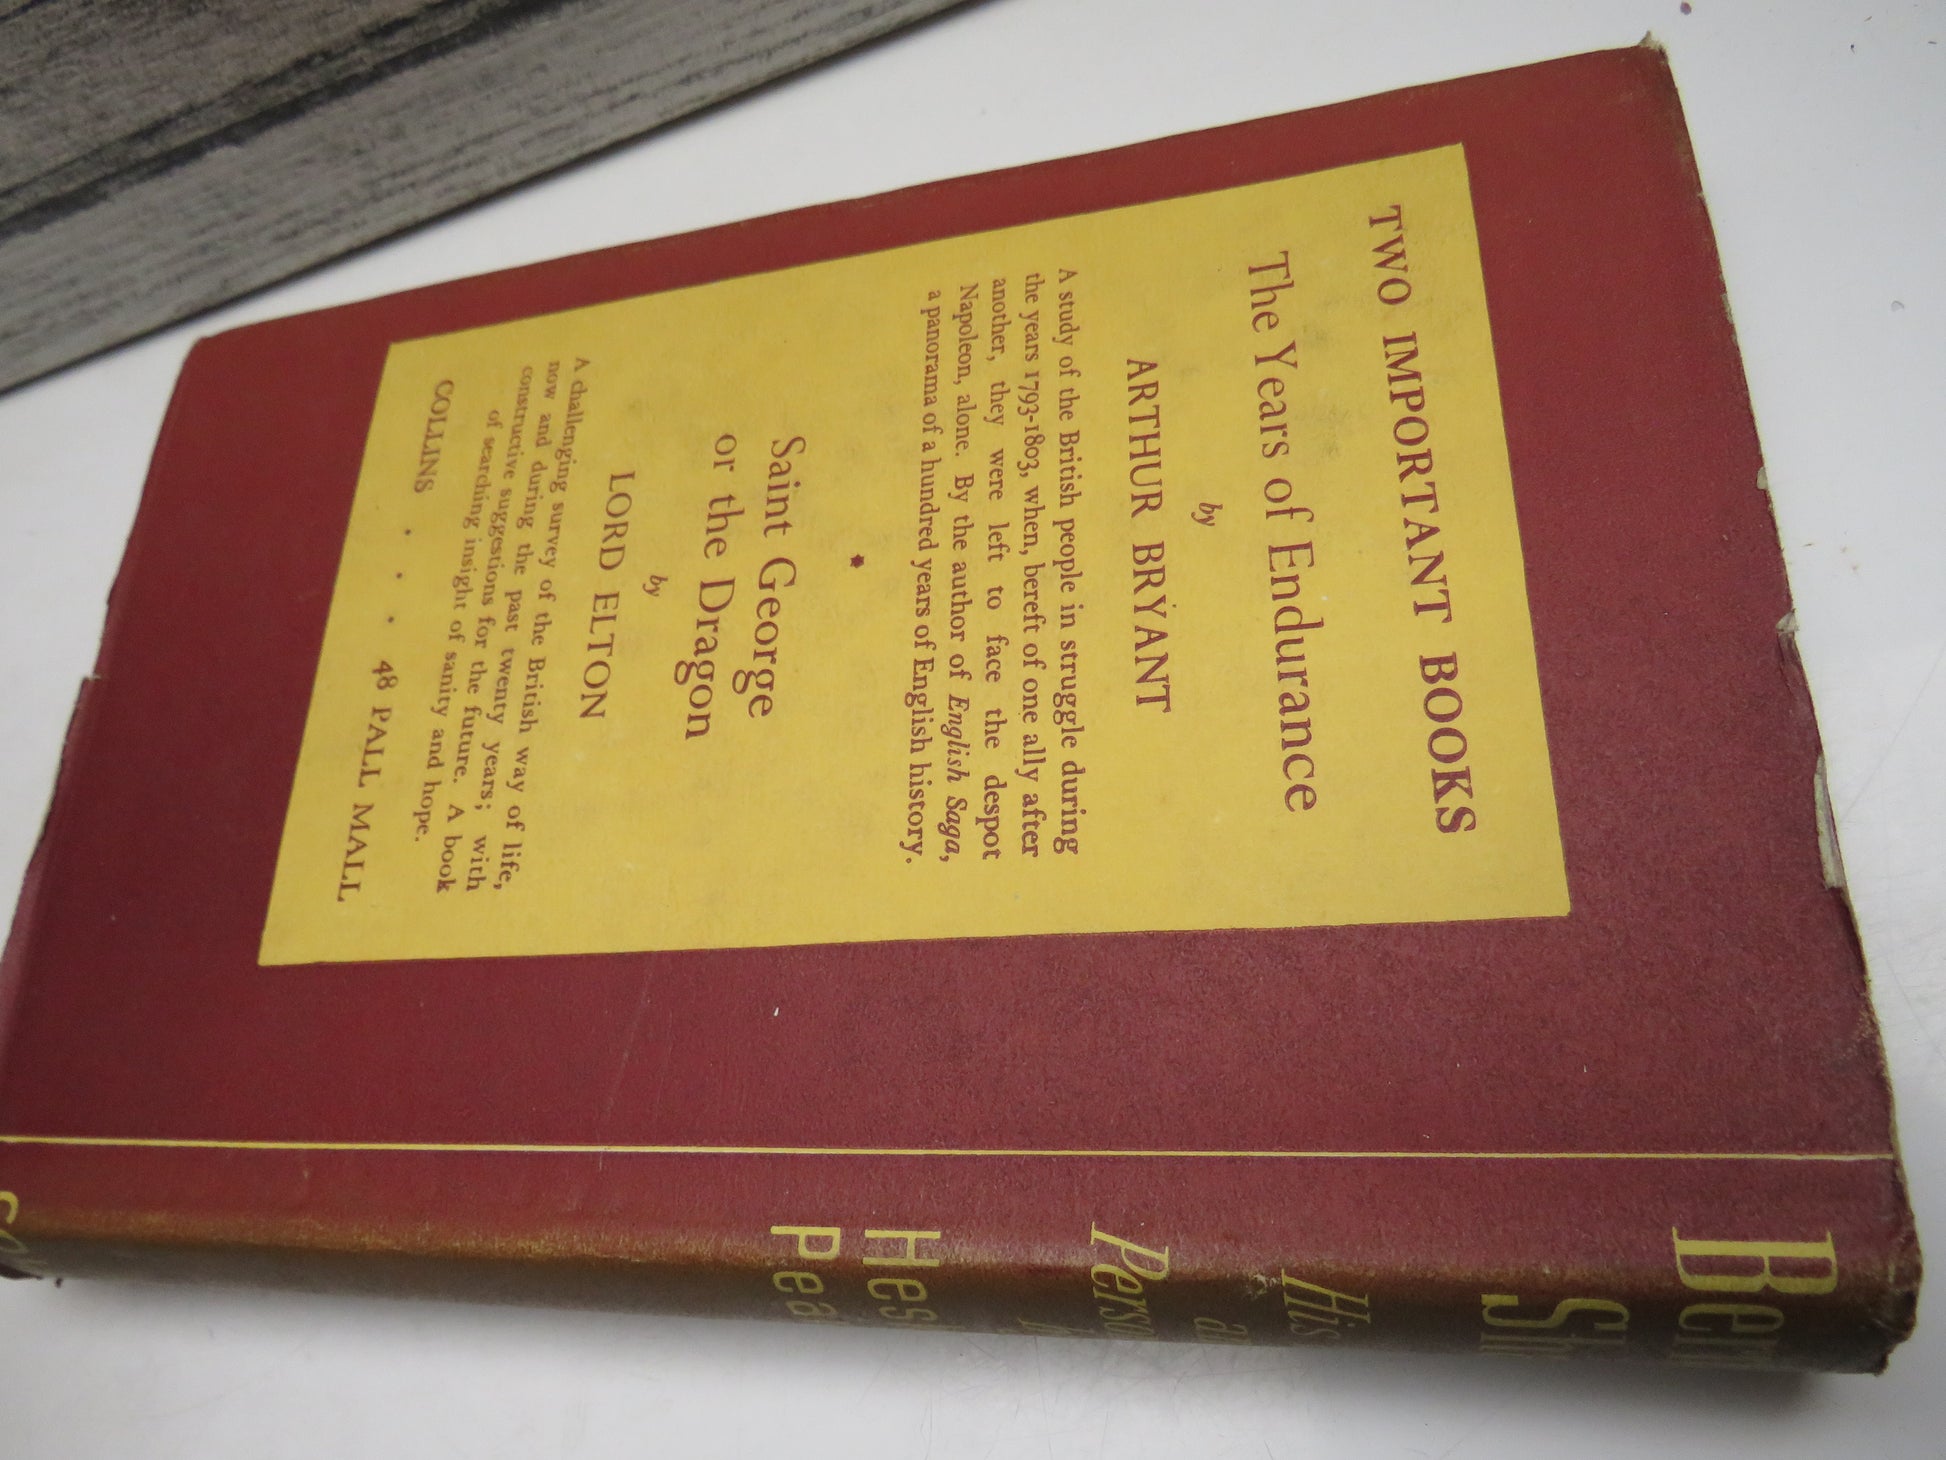 TWO IMPORTANT BOOKS
The Years of Endurance
by
ARTHUR BRYANT
A study of the British people in struggle during
the years 1793-1803, when, bereft of one ally after
another, they were left to face the despot
Napoleon, alone. By the author of English Saga,
a panorama of a hundred years of English history.
*
Saint George
or the Dragon
by
LORD ELTON
A challenging survey of the British way of life,
now and during the past twenty years; with
constructive suggestions for the future. A book
of searching insight of sanity and hope.
COLLINS . . . 48 PALL MALL
His